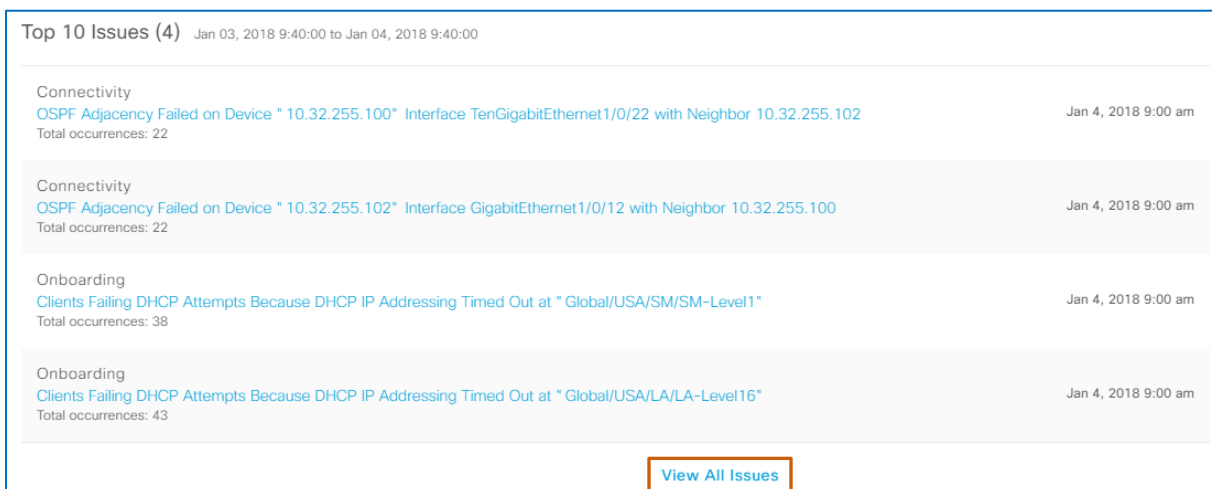 Top 10 Issues (4) Jan 03, 2018 9:40:00 to Jan 04, 2018 9:40:00
Connectivity
OSPF Adjacency Failed on Device " 10.32.255.100" Interface TenGigabitEthernet1/0/22 with Neighbor 10.32.255.102 Jan 4, 2018 9:00 am
Total occurrences: 22
Connectivity
OSPF Adjacency Failed on Device " 10.32.255.102" Interface GigabitEthernet1/0/12 with Neighbor 10.32.255.100 Jan 4, 2018 9:00 am
Total occurrences: 22
Onboarding
Clients Failing DHCP Attempts Because DHCP IP Addressing Timed Out at " Global/USA/SM/SM-Level1" Jan 4, 2018 9:00 am
Total occurrences: 38
Onboarding
Clients Failing DHCP Attempts Because DHCP IP Addressing Timed Out at " Global/USA/LA/LA-Level16" Jan 4, 2018 9:00 am
Total occurrences: 43
View All Issues